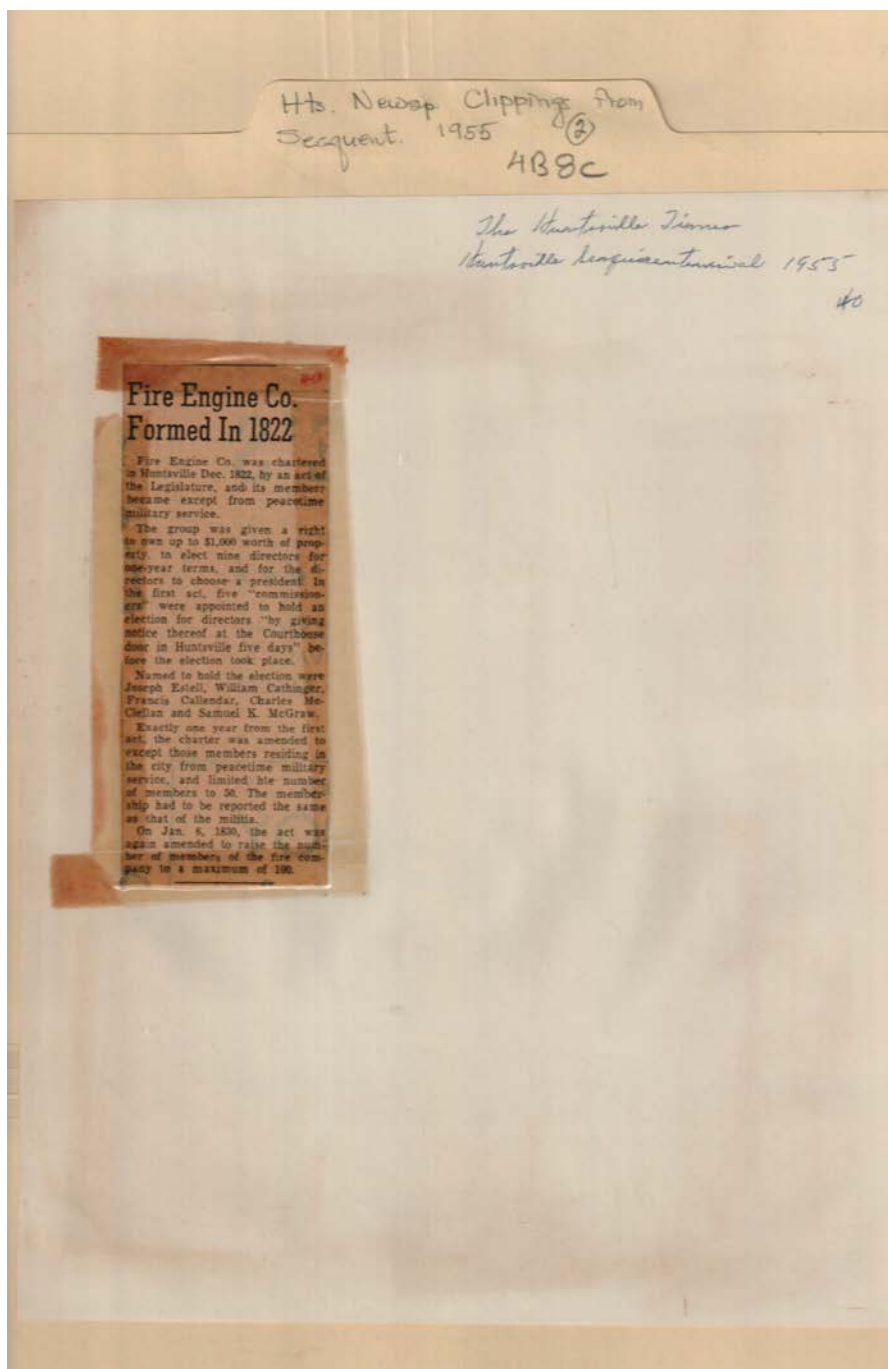 Hts. Newsp. Clippings from
Sesquent. 1955 (2)
4B8c
The Huntsville Times
Huntsville Sesquicentennial 1955
40
Fire Engine Co.
Formed In 1822
Fire Engine Co. was chartered
in Huntsville Dec. 1822, by an act of
the Legislature, and its members
became except from peacetime
military service.
The group was given a right
to own up to $1,000 worth of prop-
erty, to elect nine directors for
one-year terms, and for the di-
rectors to choose a president. In
the first act, five "commission-
ers" were appointed to hold an
election for directors "by giving
notice thereof at the Courthouse
door in Huntsville five days" be-
fore the election took place.
Named to hold the election were
Joseph Estell, William Cathinger,
Francis Callendar, Charles Mc-
Clellan and Samuel K. McGraw.
Exactly one year from the first
act, the charter was amended to
except those members residing in
the city from peacetime military
service, and limited hte number
of members to 50. The member-
ship had to be reported the same
as that of the militia.
On Jan. 6, 1830, the act was
again amended to raise the num-
ber of members of the fire com-
pany to a maximum of 100.